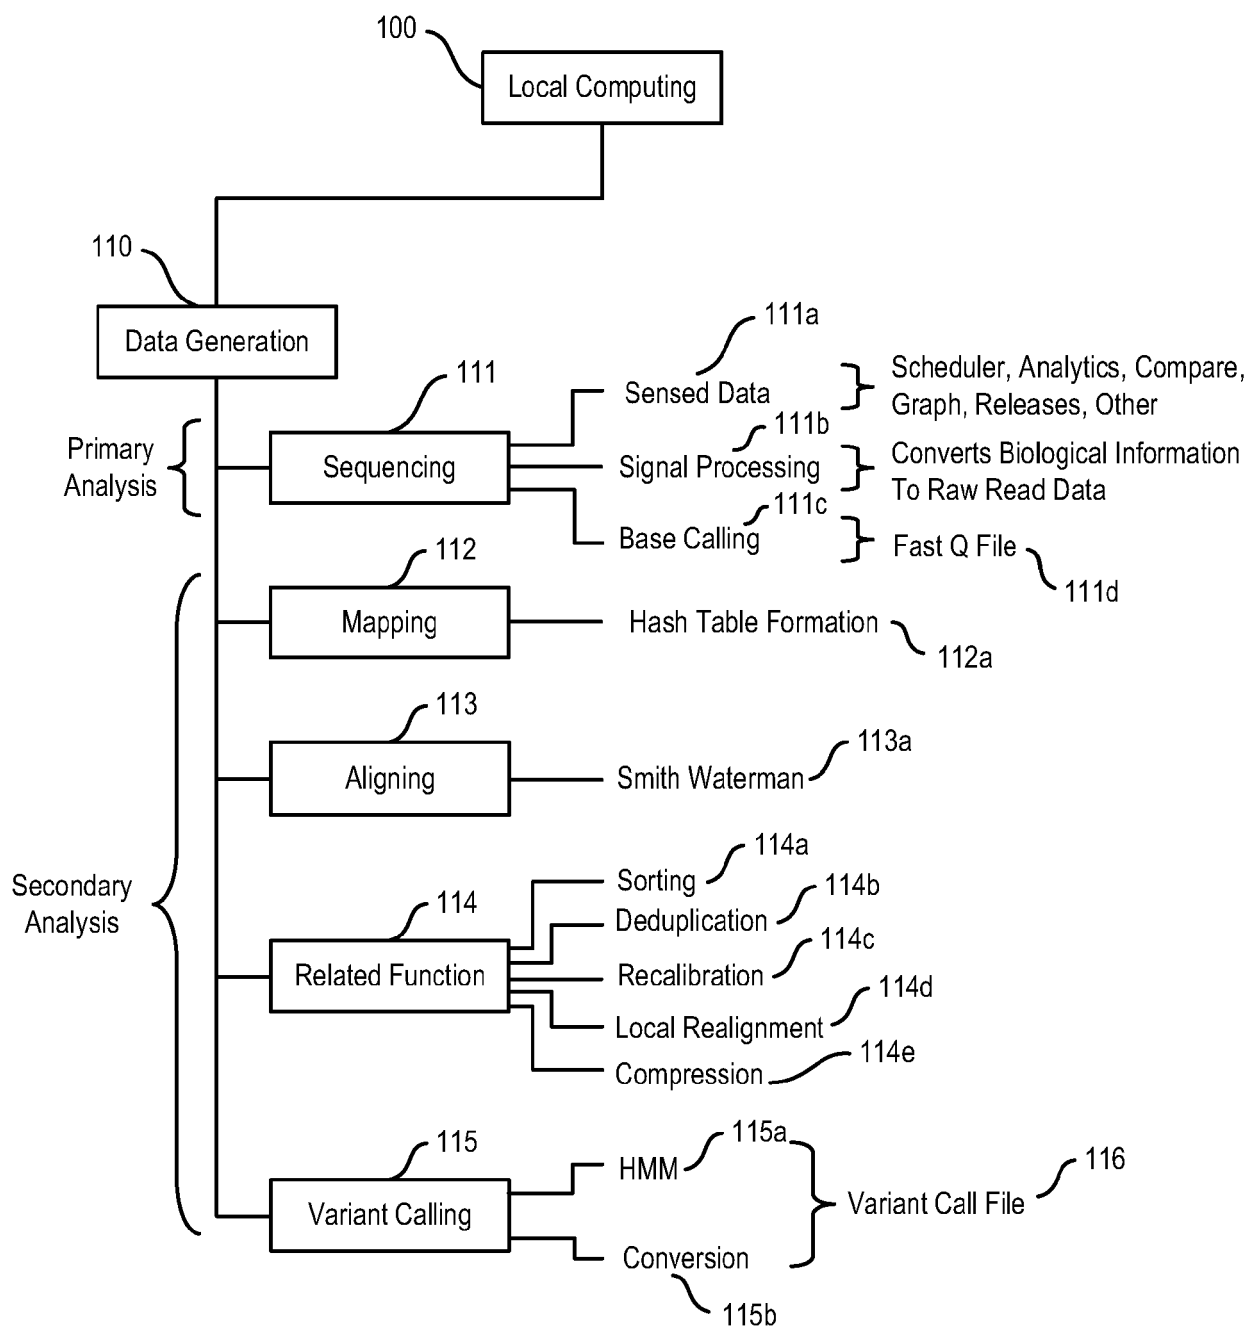 100
Local Computing
110
Data Generation
111a
111
Sensed Data
Scheduler, Analytics, Compare,
Graph, Releases, Other
Primary
Analysis
Sequencing
111b
Signal Processing
Converts Biological Information
To Raw Read Data
111c
Base Calling
Fast Q File
111d
112
Mapping
Hash Table Formation
112a
113
Aligning
Smith Waterman
113a
Secondary
Analysis
114
Related Function
Sorting
114a
Deduplication
114b
Recalibration
114c
Local Realignment
114d
Compression
114e
115
Variant Calling
HMM
115a
Conversion
115b
Variant Call File
116